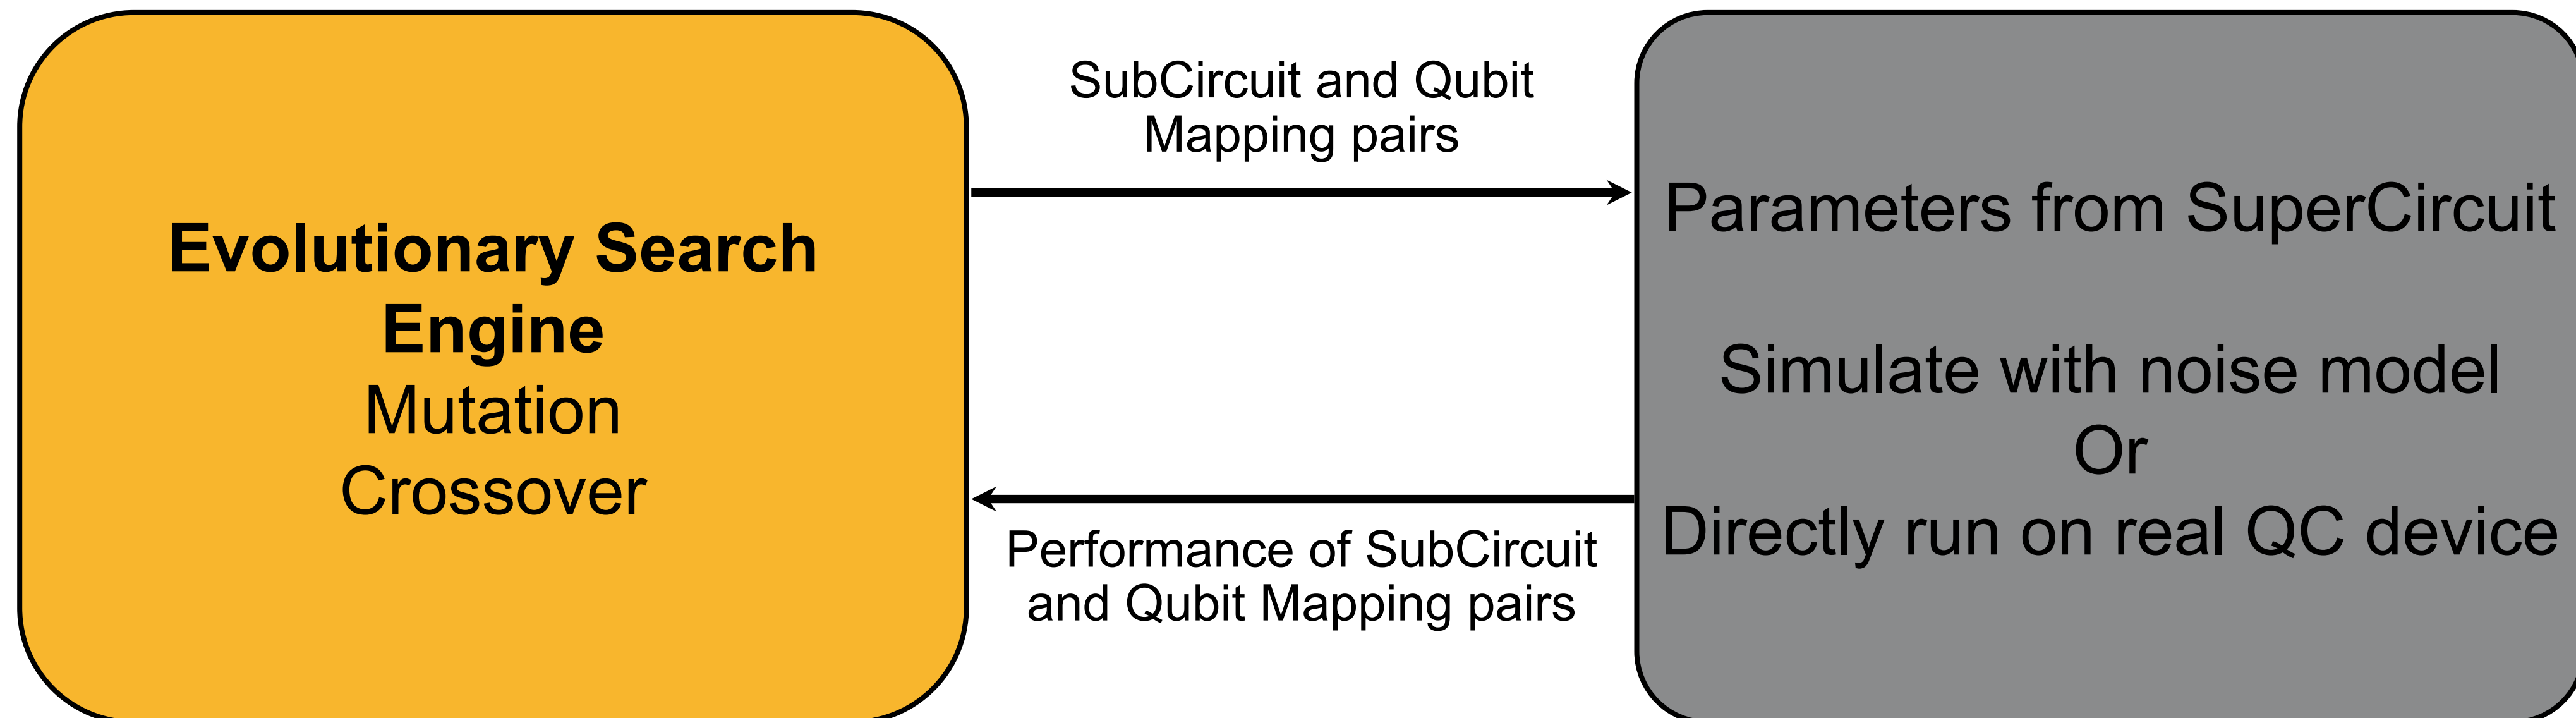 Evolutionary Search
Engine
Mutation
Crossover
SubCircuit and Qubit
Mapping pairs
Performance of SubCircuit
and Qubit Mapping pairs
Parameters from SuperCircuit
Simulate with noise model
Or
Directly run on real QC device